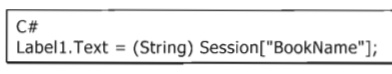 C#
Label1.Text = (String) Session["BookName"];